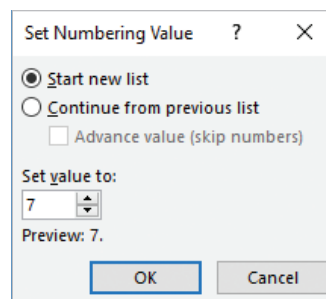 Set Numbering Value ?
Start new list
Continue from previous list
Advance value (skip numbers)
Set value to:
7
Preview: 7.
OK Cancel